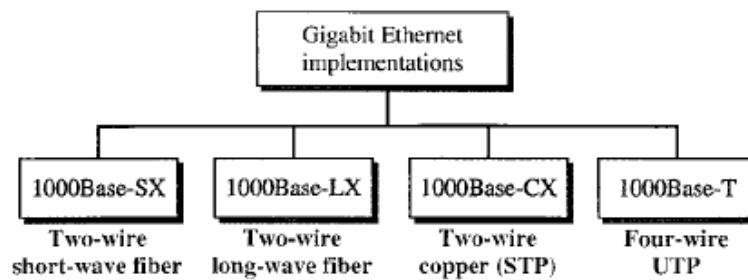 Gigabit Ethernet
implementations
1000Base-SX
1000Base-LX
1000Base-CX
1000Base-T
Two-wire
short-wave fiber
Two-wire
long-wave fiber
Two-wire
copper (STP)
Four-wire
UTP